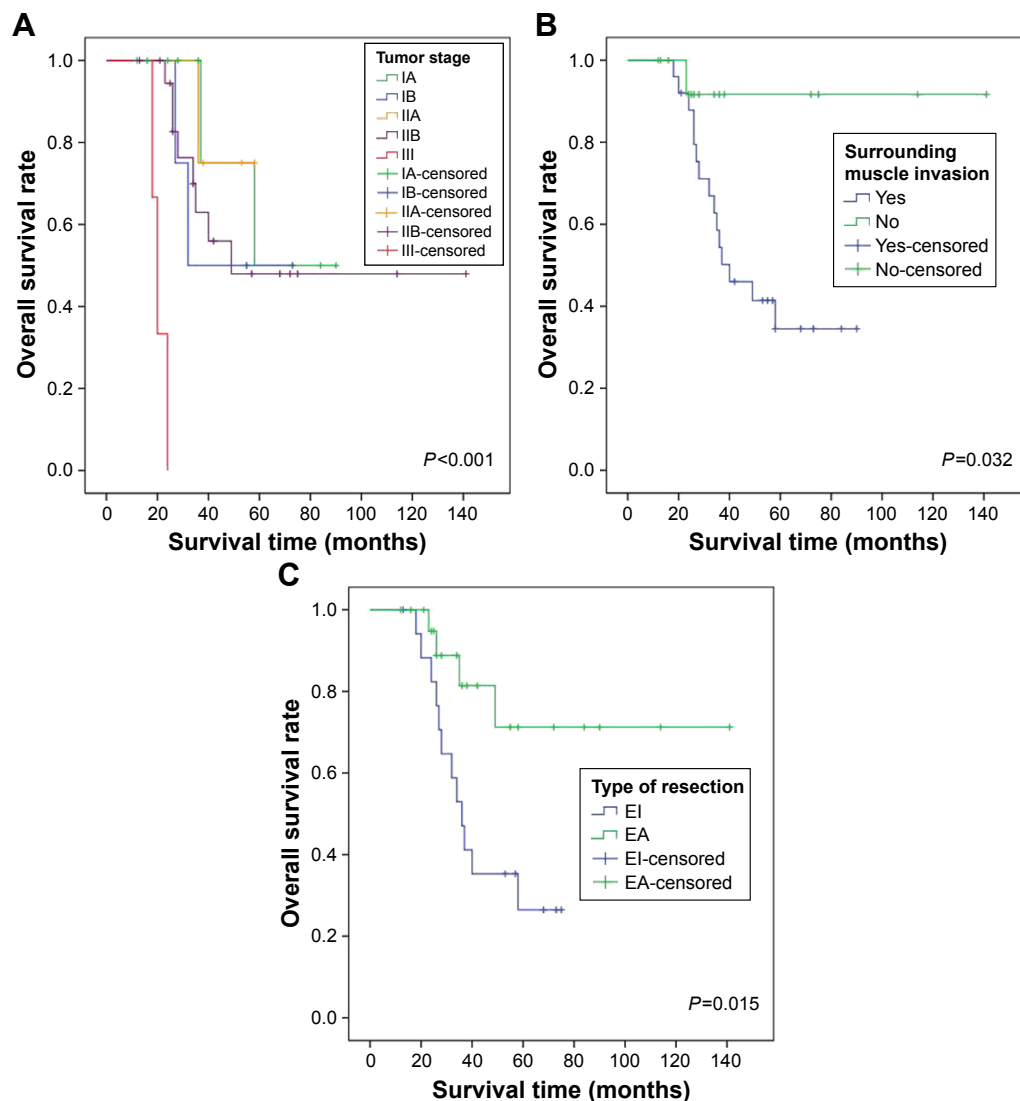 A
Overall survival rate
1.0
0.8
0.6
0.4
0.2
0.0
Tumor stage
IA
IB
IIA
IIB
III
IA-censored
IB-censored
IIA-censored
IIB-censored
III-censored
P<0.001
0 20 40 60 80 100 120 140
Survival time (months)
B
Overall survival rate
1.0
0.8
0.6
0.4
0.2
0.0
Surrounding
muscle invasion
Yes
No
Yes-censored
No-censored
P=0.032
0 20 40 60 80 100 120 140
Survival time (months)
C
Overall survival rate
1.0
0.8
0.6
0.4
0.2
0.0
Type of resection
EI
EA
EI-censored
EA-censored
P=0.015
0 20 40 60 80 100 120 140
Survival time (months)